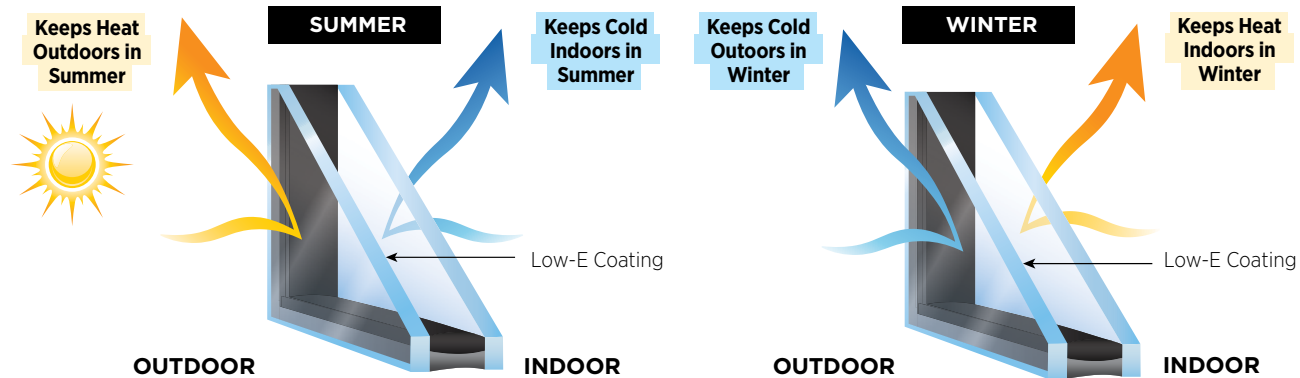 Keeps Heat
Outdoors in
Summer
SUMMER
Keeps Cold
Indoors in
Summer
Low-E Coating
OUTDOOR
INDOOR
Keeps Cold
Outoors in
Winter
WINTER
Keeps Heat
Indoors in
Winter
Low-E Coating
OUTDOOR
INDOOR